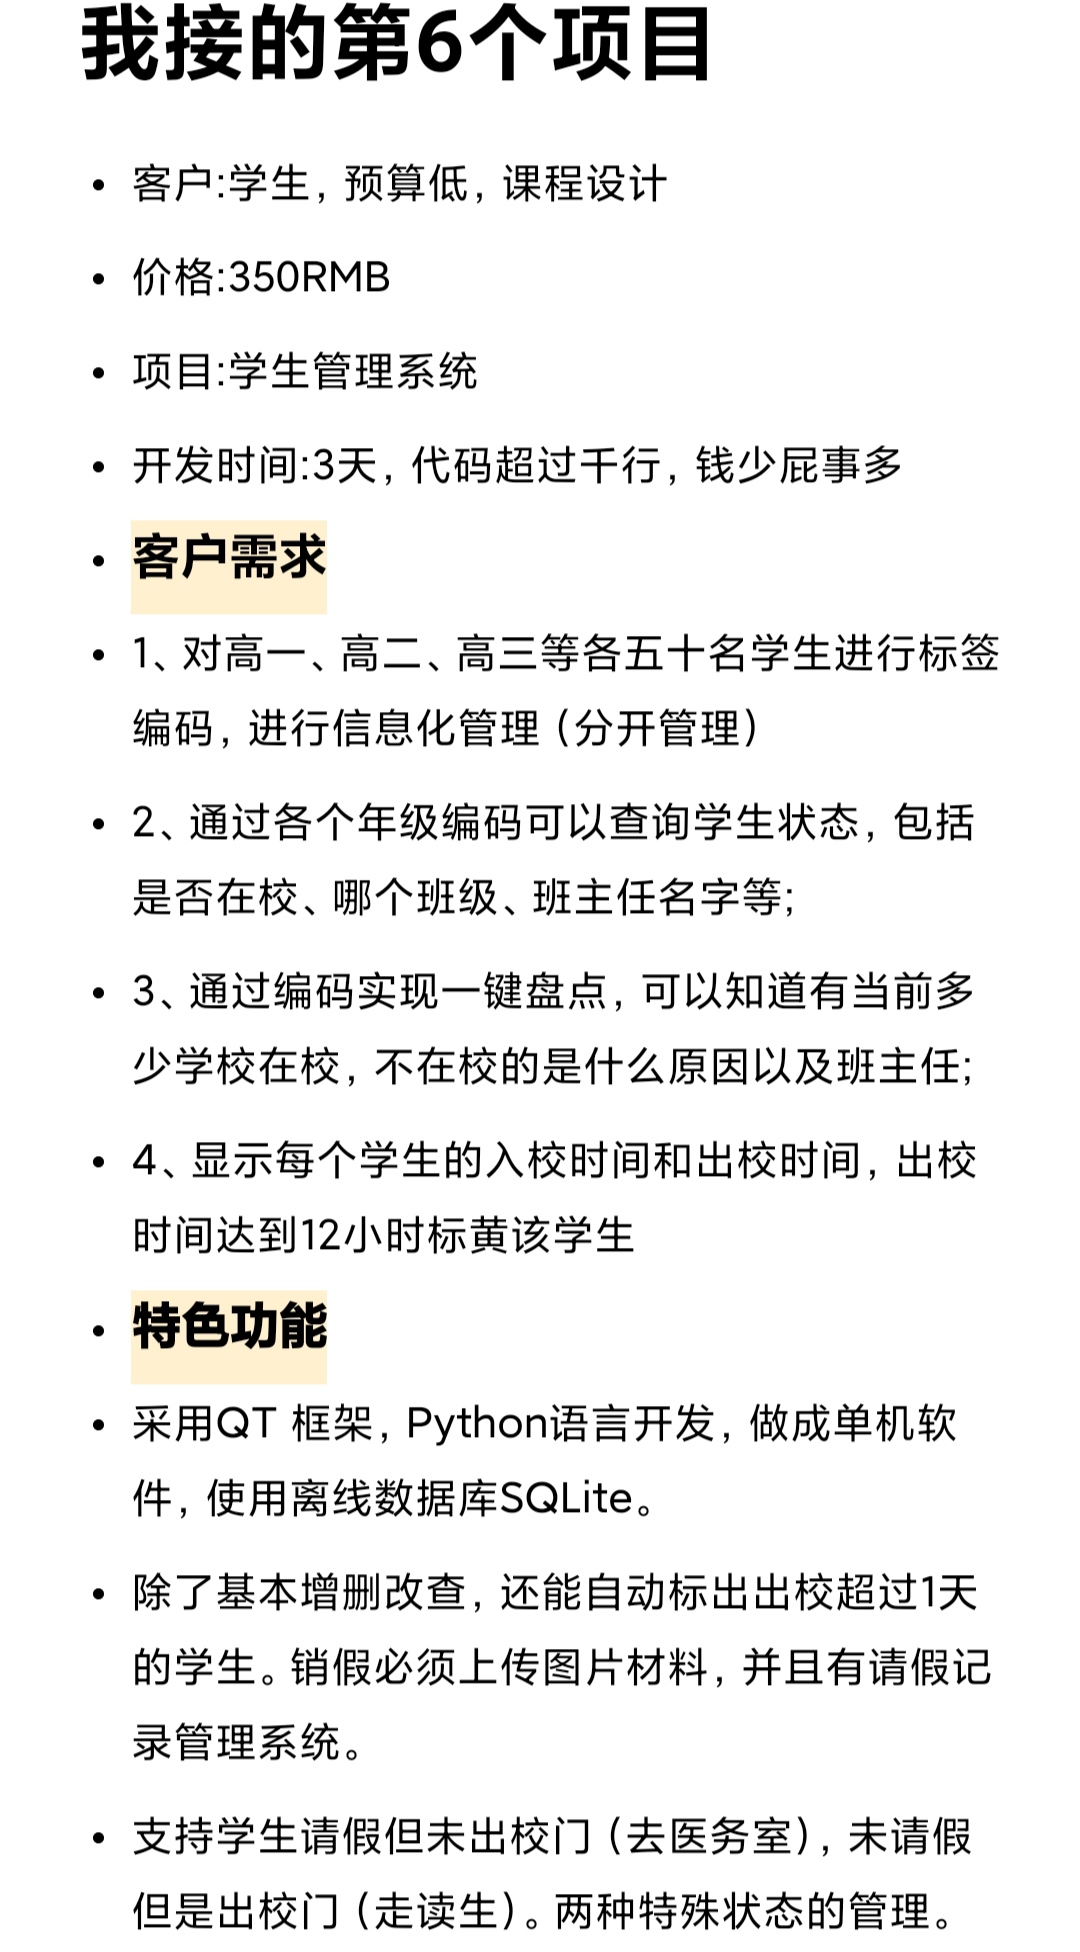 我接的第6个项目
客户:学生，预算低，课程设计
价格:350RMB
项目:学生管理系统
开发时间:3天，代码超过千行，钱少屁事多
客户需求
1、对高一、高二、高三等各五十名学生进行标签
编码，进行信息化管理（分开管理）
2、通过各个年级编码可以查询学生状态，包括
是否在校、哪个班级、班主任名字等;
3、通过编码实现一键盘点，可以知道有当前多
少学校在校，不在校的是什么原因以及班主任;
4、显示每个学生的入校时间和出校时间，出校
时间达到12小时标黄该学生
特色功能
采用QT 框架，Python语言开发，做成单机软
件，使用离线数据库SQLite。
除了基本增删改查，还能自动标出出校超过1天
的学生。销假必须上传图片材料，并且有请假记
录管理系统。
支持学生请假但未出校门（去医务室），未请假
但是出校门（走读生）。两种特殊状态的管理。